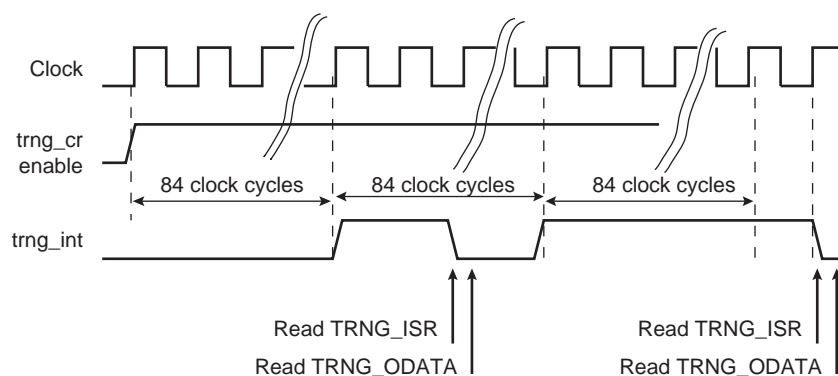 Clock
trng_cr
enable
84 clock cycles
84 clock cycles
84 clock cycles
trng_int
Read TRNG_ISR
Read TRNG_ISR
Read TRNG_ODATA
Read TRNG_ODATA